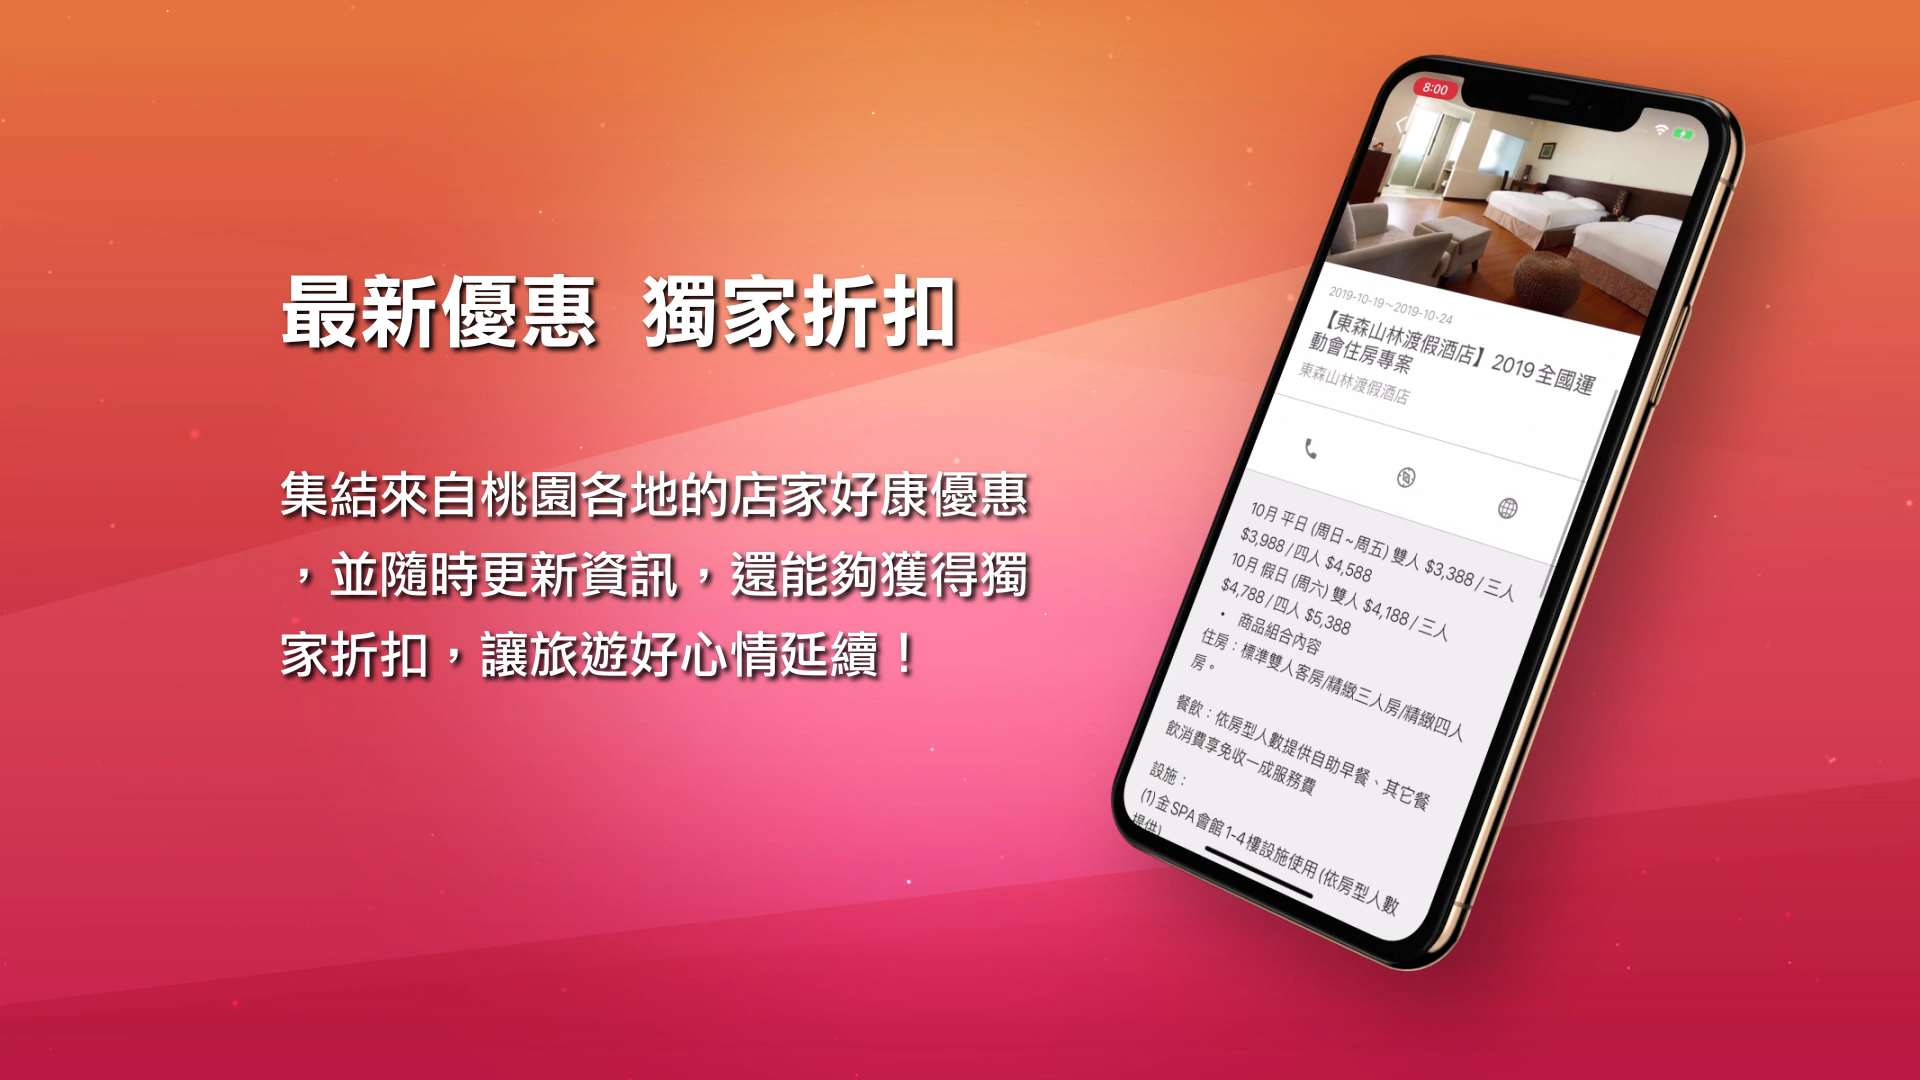 最新優惠 獨家折扣
集結來自桃園各地的店家好康優惠
，並隨時更新資訊，還能夠獲得獨
家折扣，讓旅遊好心情延續！
8:00
2019-10-19~2019-10-24
【東森山林渡假酒店】2019全國運
動會住房專案
東森山林渡假酒店
10月 平日 (周日~周五) 雙人 $3,388 / 三人
$3,988 / 四人 $4,588
10月 假日 (周六) 雙人 $4,188 / 三人
$4,788 / 四人 $5,388
• 商品組合內容
住房：標準雙人客房/精緻三人房/精緻四人
房。
餐飲：依房型人數提供自助早餐、其它餐
飲消費享免收一成服務費
設施：
(1)金SPA會館1-4樓設施使用(依房型人數
提供)